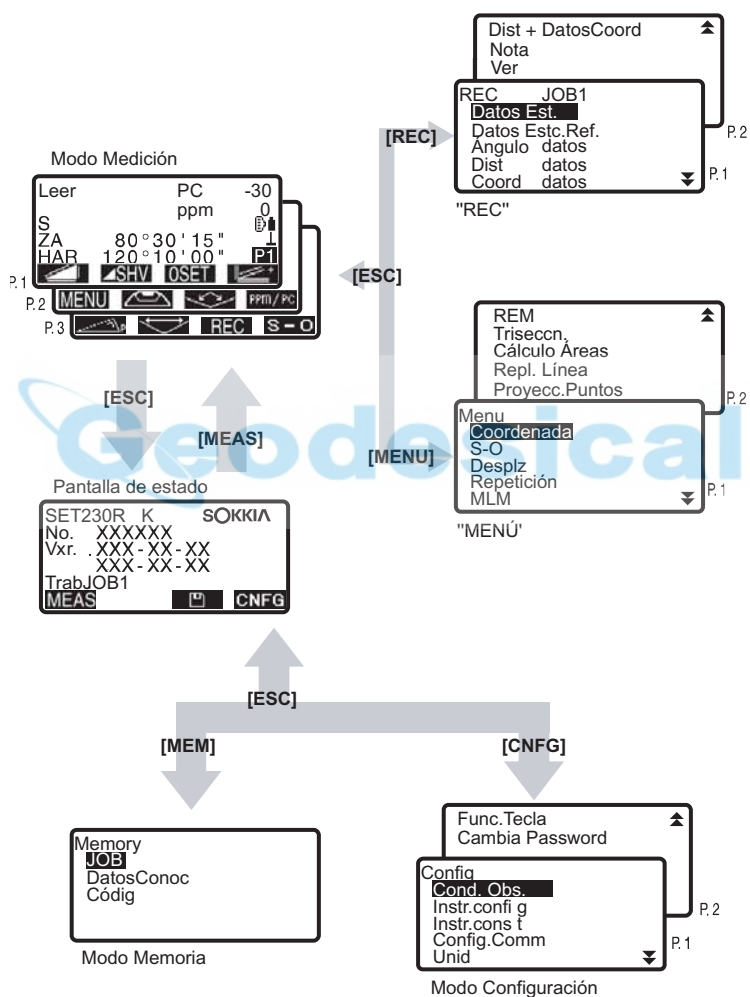 Dist + DatosCoord
Nota
Ver
P. 2
REC JOB1
Datos Est.
Datos Estc.Ref.
Ángulo datos
Dist datos
Coord datos
P. 1
"REC"
[REC]
Modo Medición
Leer PC -30
ppm 0
S
ZA 80°30'15"
HAR 120°10'00" P1
P. 1
SHV 0SET
P. 2
MENU PPM/PC
P. 3
REC S-O
[ESC]
[ESC]
[MEAS]
[MENU]
REM
Triseccn.
Cálculo Áreas
Repl. Línea
Proyecc.Puntos
P. 2
Menu
Coordenada
S-O
Desplz
Repetición
MLM
P. 1
"MENÚ'
Geodesical
Pantalla de estado
SET230R K SOKKIA
No. XXXXXX
Vxr. .XXX-XX-XX
XXX-XX-XX
TrabJOB1
MEAS CNFG
[ESC]
[MEM]
[CNFG]
Memory
JOB
DatosConoc
Códig
Modo Memoria
Func.Tecla
Cambia Password
P. 2
Config
Cond. Obs.
Instr.confi g
Instr.cons t
Config.Comm
Unid
P. 1
Modo Configuración